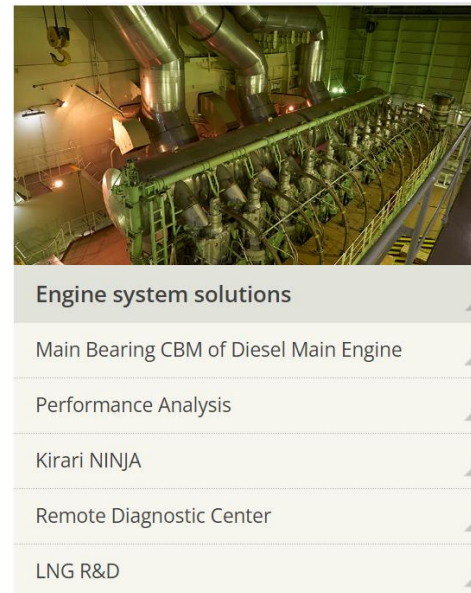 Engine system solutions
Main Bearing CBM of Diesel Main Engine
Performance Analysis
Kirari NINJA
Remote Diagnostic Center
LNG R&D